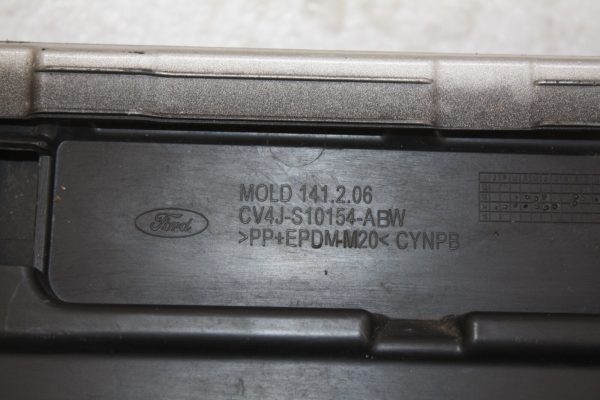 MOLD 141.2.06
Ford
CV4J-S10154-ABW
>PP+EPDM-M20< CYNPB